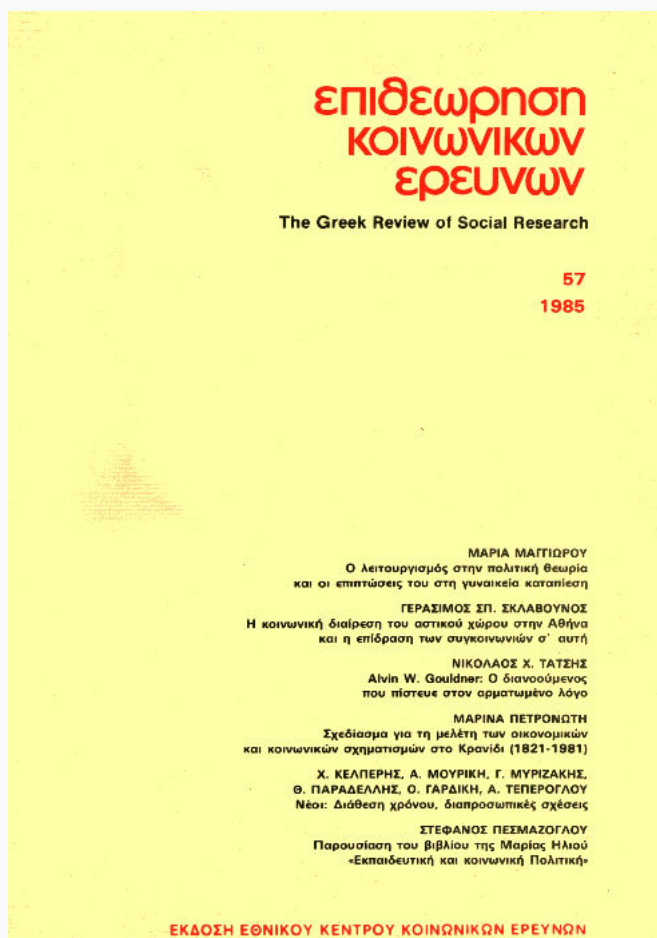 επιθεωρηση
κοινωνικων
ερευνων
The Greek Review of Social Research
57
1985
ΜΑΡΙΑ ΜΑΓΓΙΩΡΟΥ
Ο λειτουργισμός στην πολιτική θεωρία
και οι επιπτώσεις του στη γυναικεία καταπίεση
ΓΕΡΑΣΙΜΟΣ ΣΠ. ΣΚΛΑΒΟΥΝΟΣ
Η κοινωνική διαίρεση του αστικού χώρου στην Αθήνα
και η επίδραση των συγκοινωνιών σ' αυτή
ΝΙΚΟΛΑΟΣ Χ. ΤΑΤΣΗΣ
Alvin W. Gouldner: Ο διανοούμενος
που πίστευε στον αρματωμένο λόγο
ΜΑΡΙΝΑ ΠΕΤΡΟΝΩΤΗ
Σχεδίασμα για τη μελέτη των οικονομικών
και κοινωνικών σχηματισμών στο Κρανίδι (1821-1981)
Χ. ΚΕΛΠΕΡΗΣ, Α. ΜΟΥΡΙΚΗ, Γ. ΜΥΡΙΖΑΚΗΣ,
Θ. ΠΑΡΑΔΕΛΛΗΣ, Ο. ΓΑΡΔΙΚΗ, Α. ΤΕΠΕΡΟΓΛΟΥ
Νέοι: Διάθεση χρόνου, διαπροσωπικές σχέσεις
ΣΤΕΦΑΝΟΣ ΠΕΣΜΑΖΟΓΛΟΥ
Παρουσίαση του βιβλίου της Μαρίας Ηλιού
«Εκπαιδευτική και κοινωνική Πολιτική»
ΕΚΔΟΣΗ ΕΘΝΙΚΟΥ ΚΕΝΤΡΟΥ ΚΟΙΝΩΝΙΚΩΝ ΕΡΕΥΝΩΝ